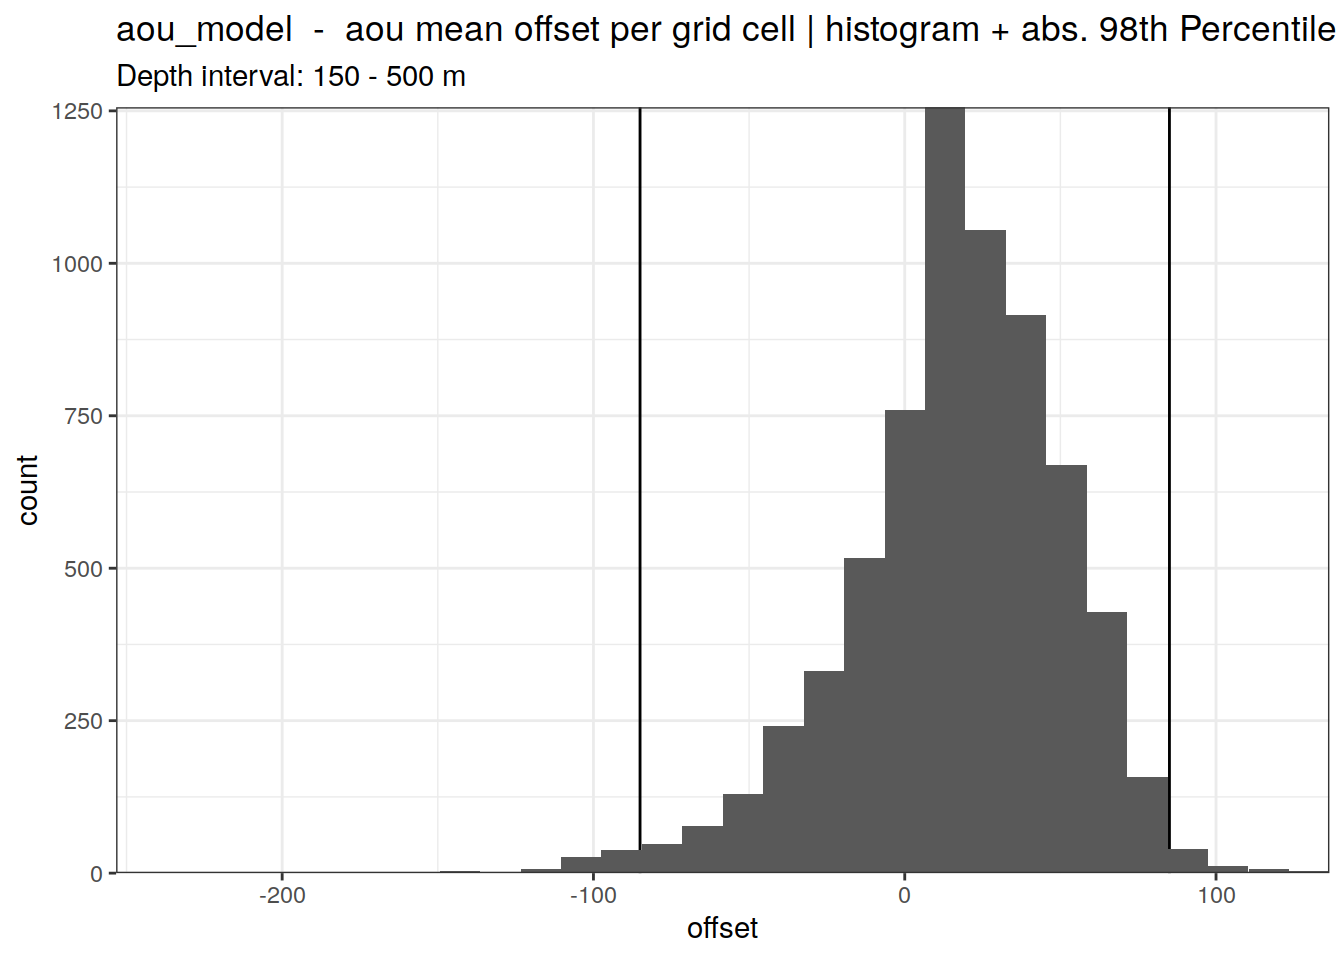 aou_model  -  aou mean offset per grid cell | histogram + abs. 98th Percentile
Depth interval: 150 - 500 m
1250
1000
750
500
250
0
count
-200
-100
0
100
offset